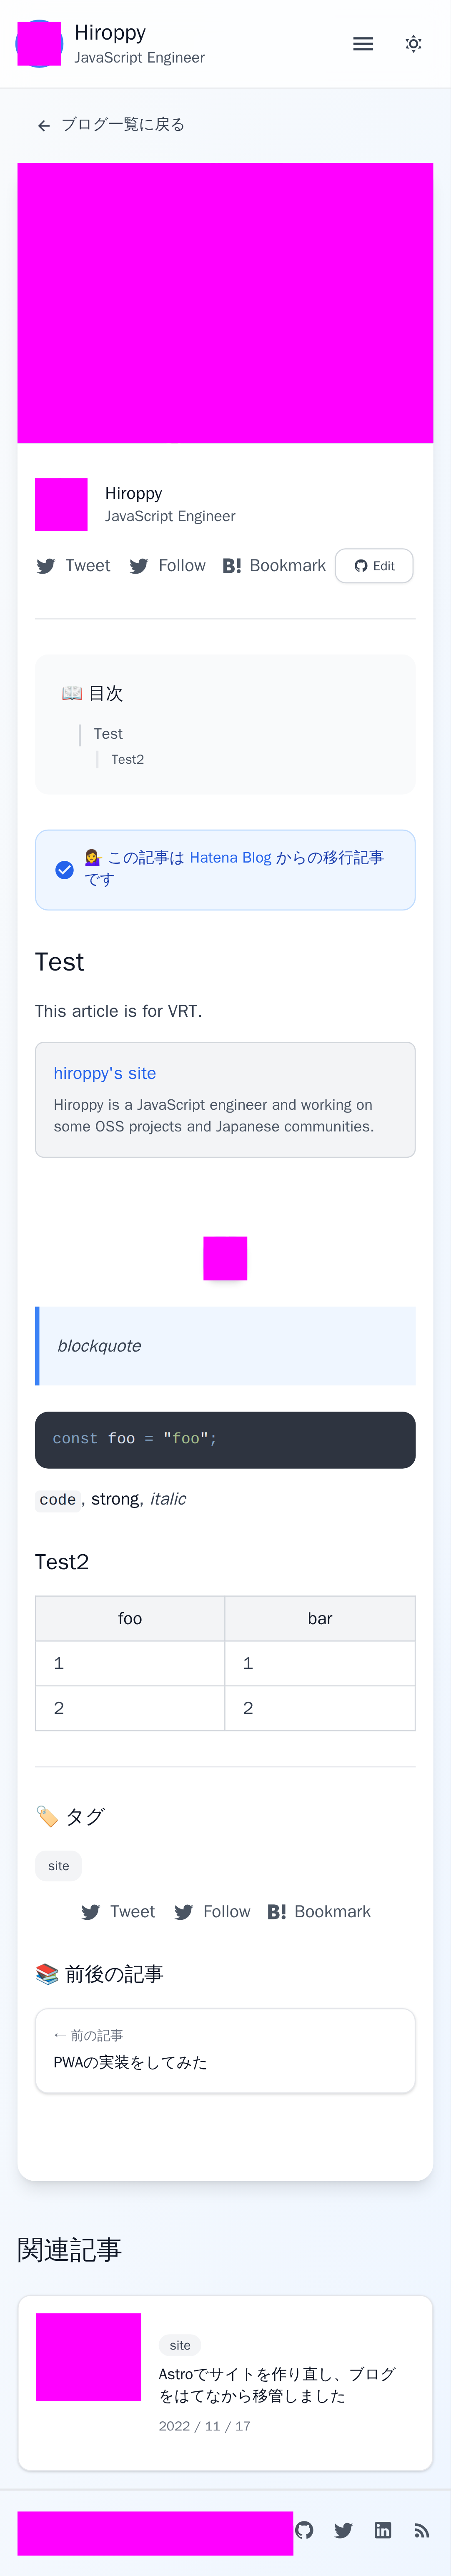 Hiroppy
JavaScript Engineer
← ブログ一覧に戻る
Hiroppy
JavaScript Engineer
Tweet Follow B! Bookmark Edit
📖 目次
Test
Test2
💁‍♀️ この記事は Hatena Blog からの移行記事
です
Test
This article is for VRT.
hiroppy's site
Hiroppy is a JavaScript engineer and working on
some OSS projects and Japanese communities.
blockquote
const foo = "foo";
code, strong, italic
Test2
foo bar
1 1
2 2
🏷️ タグ
site
Tweet Follow B! Bookmark
📚 前後の記事
← 前の記事
PWAの実装をしてみた
関連記事
site
Astroでサイトを作り直し、ブログ
をはてなから移管しました
2022 / 11 / 17